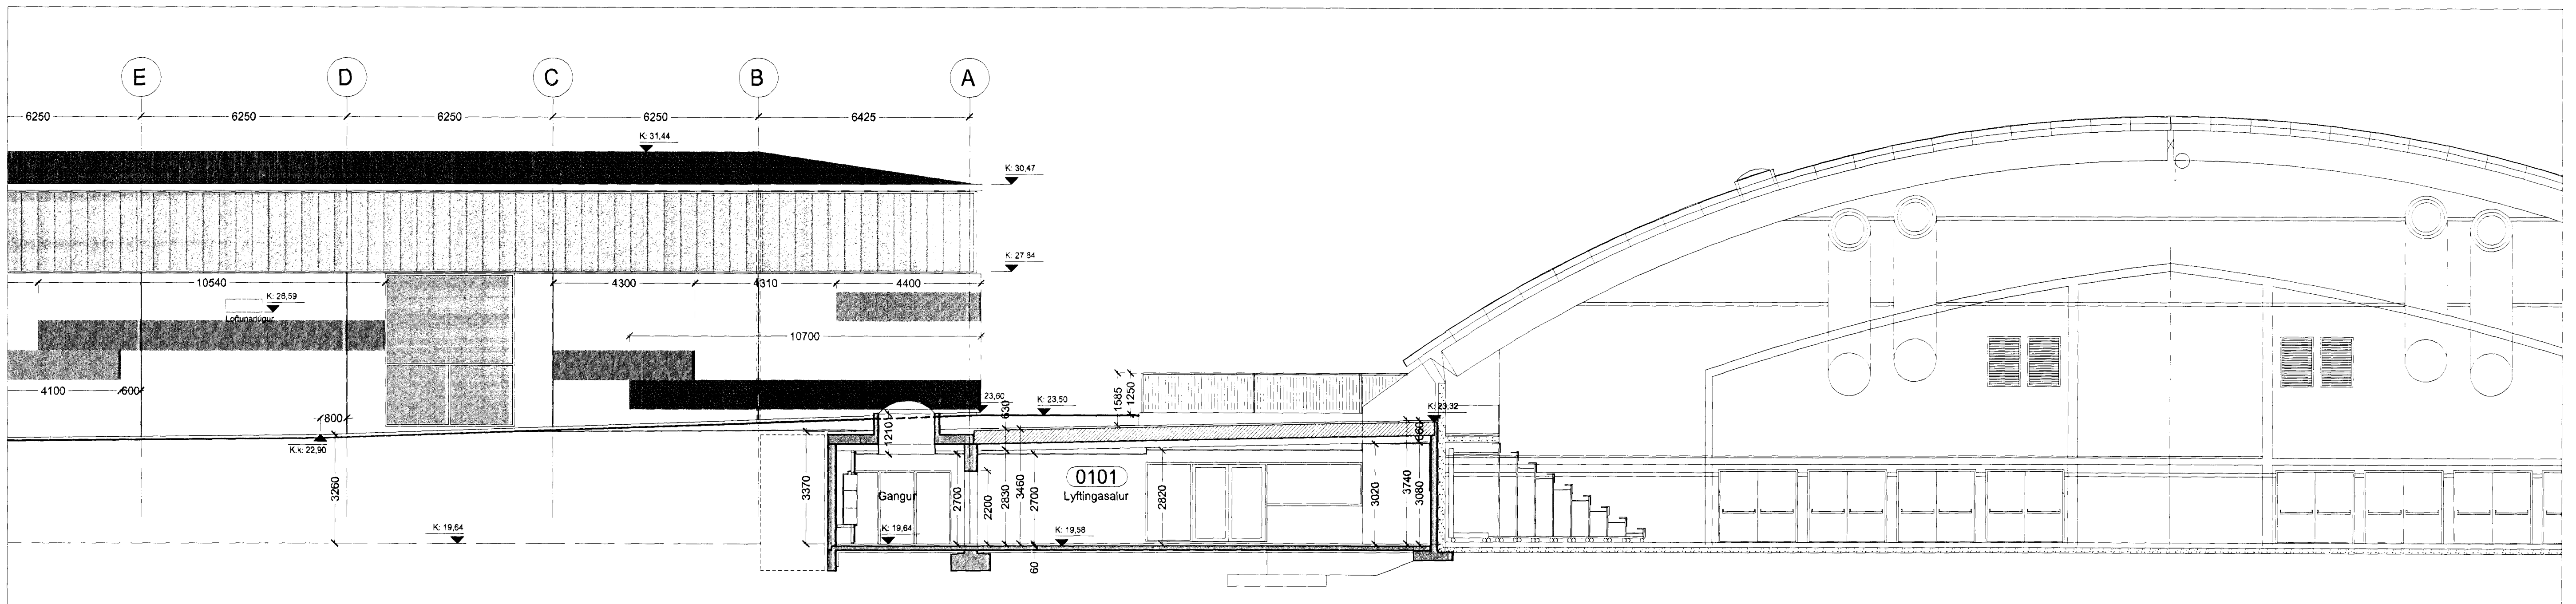 E D C B A
6250 6250 6250 6250 6425
K: 31,44
K: 30,47
K: 27,84
10540 4300 4310 4400
K: 26,59
Loftunarúgur
10700
4100 600
1585 1250
23,60 K: 23,50 K: 23,32
800
630 660
K.k: 22,90
1210
3260 3370 2700 2200 2830 3460 2700 2820 3020 3740 3080
0101
Gangur Lyftingasalur
K: 19,64 K: 19,64 K: 19,58
60